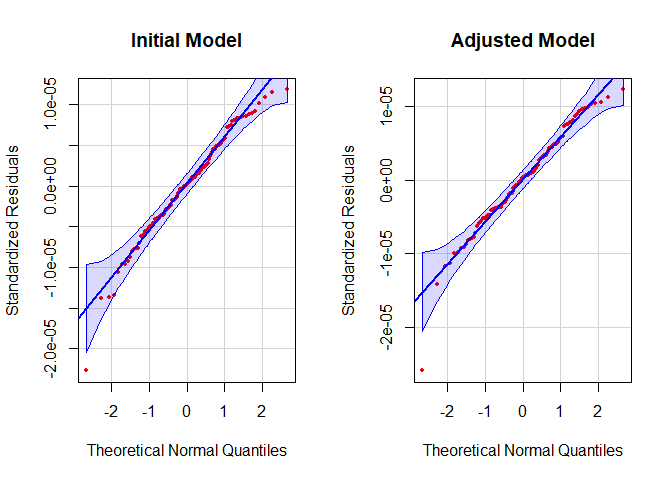 Initial Model
Standardized Residuals
-2.0e-05
-1.0e-05
0.0e+00
1.0e-05
-2
-1
0
1
2
Theoretical Normal Quantiles
Adjusted Model
Standardized Residuals
-2e-05
-1e-05
0e+00
1e-05
-2
-1
0
1
2
Theoretical Normal Quantiles